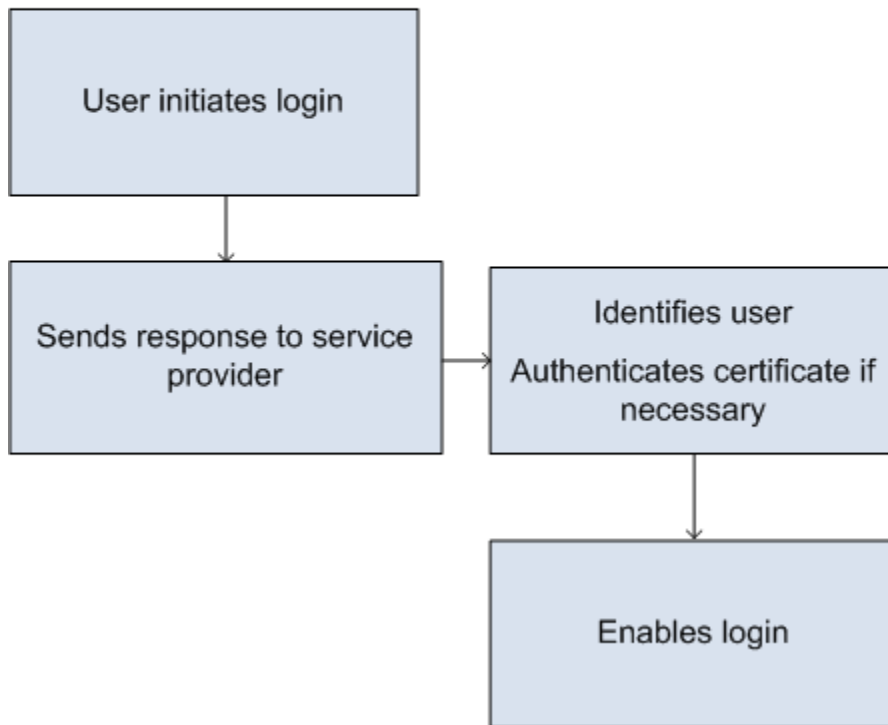 User initiates login
Sends response to service
provider
Identifies user
Authenticates certificate if
necessary
Enables login